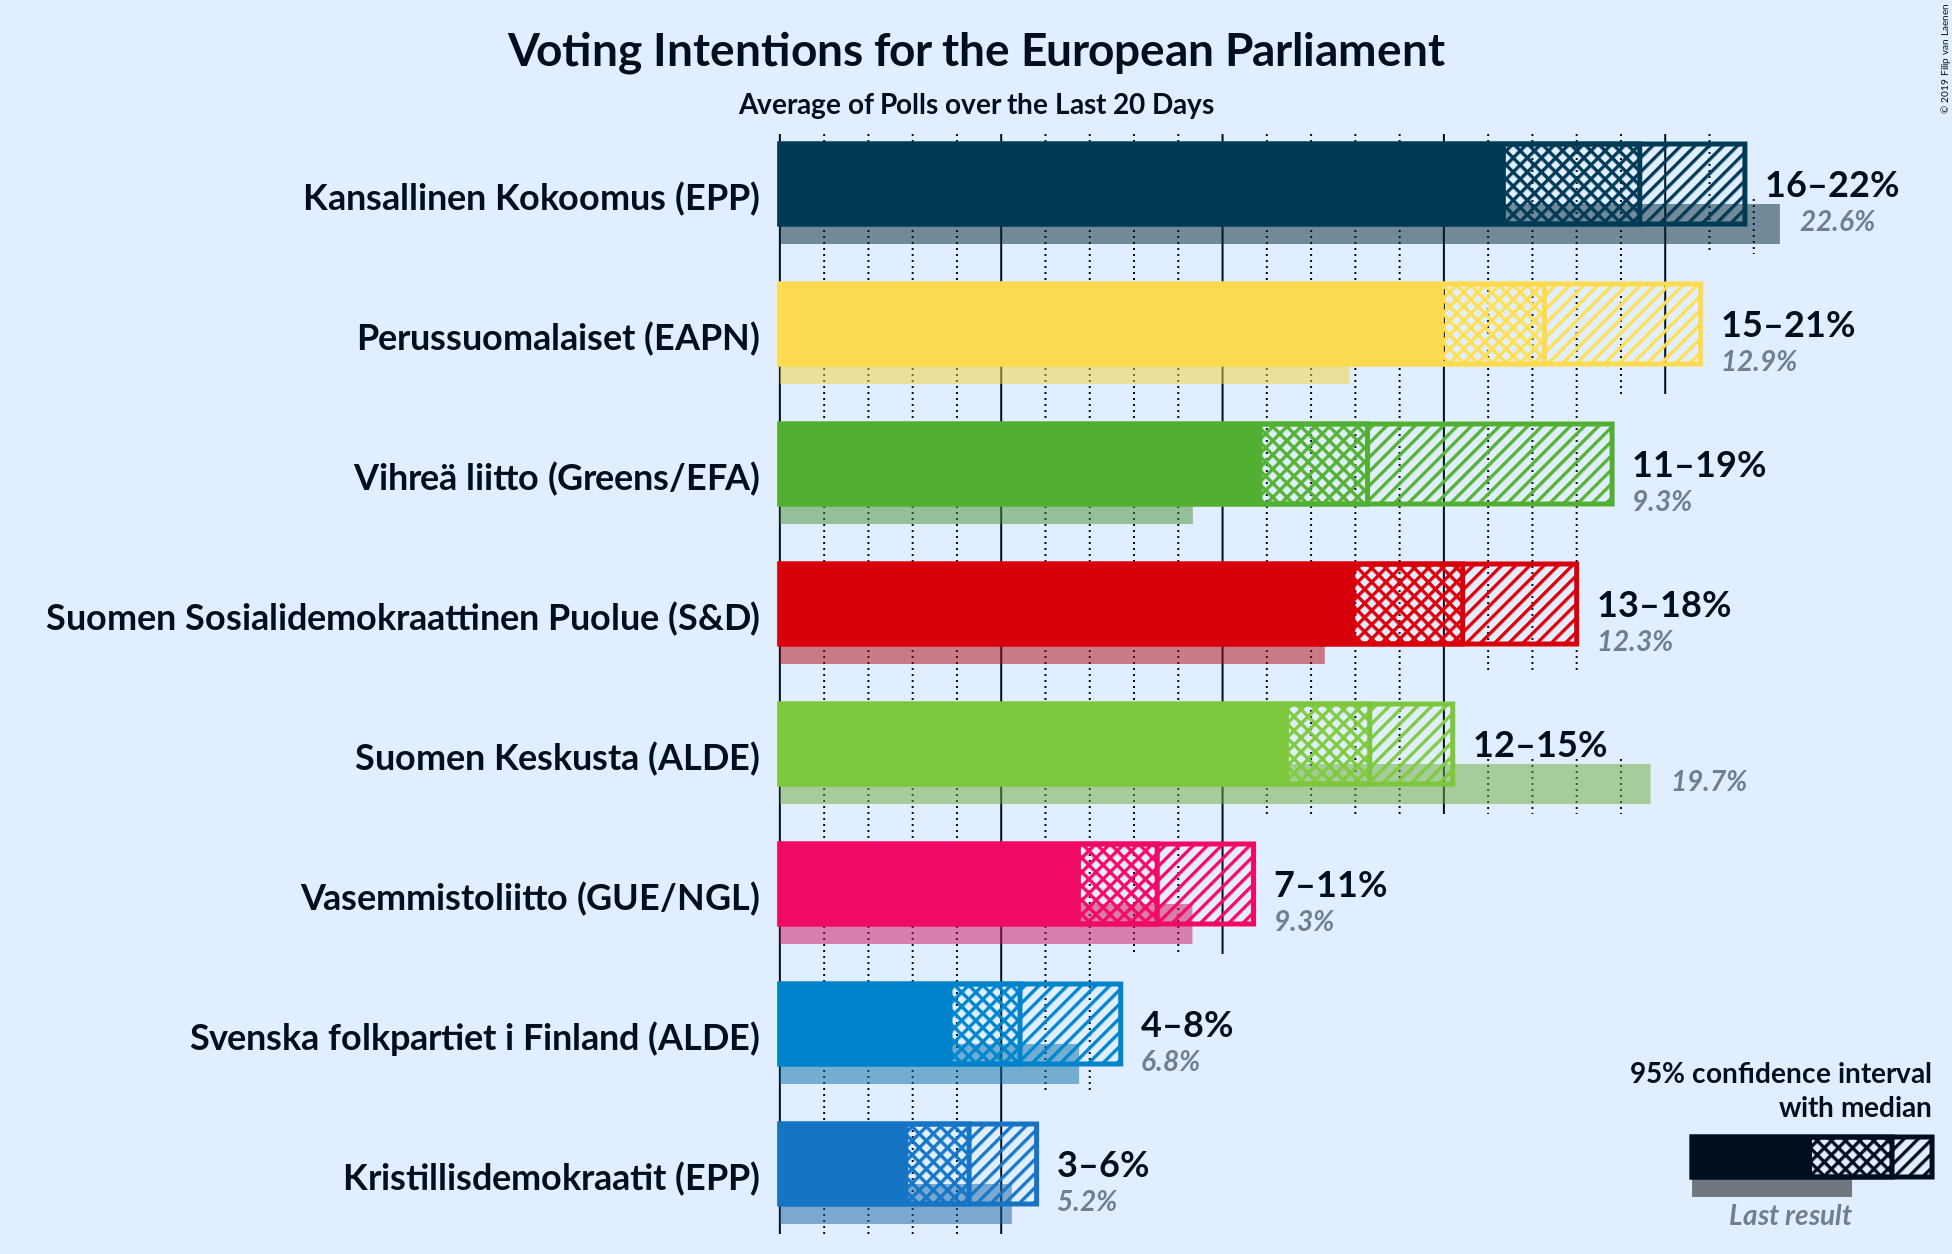 Voting Intentions for the European Parliament
Average of Polls over the Last 20 Days
© 2019 Filip van Laenen
Kansallinen Kokoomus (EPP)
16–22%
22.6%
Perussuomalaiset (EAPN)
15–21%
12.9%
Vihreä liitto (Greens/EFA)
11–19%
9.3%
Suomen Sosialidemokraattinen Puolue (S&D)
13–18%
12.3%
Suomen Keskusta (ALDE)
12–15%
19.7%
Vasemmistoliitto (GUE/NGL)
7–11%
9.3%
Svenska folkpartiet i Finland (ALDE)
4–8%
6.8%
Kristillisdemokraatit (EPP)
3–6%
5.2%
95% confidence interval
with median
Last result